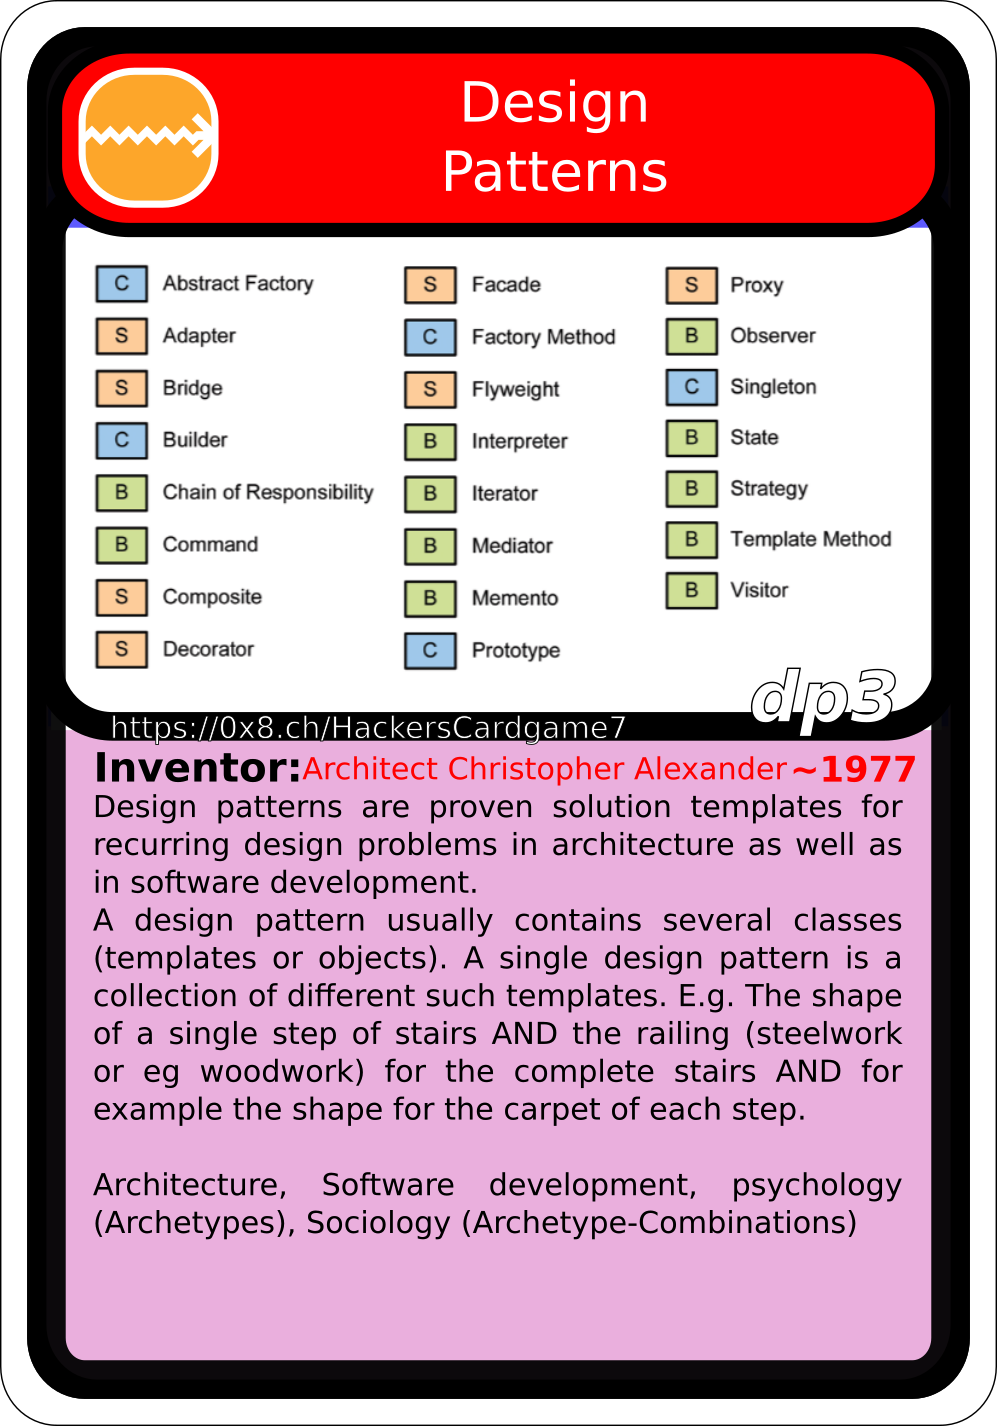 Design
Patterns
C Abstract Factory
S Adapter
S Bridge
C Builder
B Chain of Responsibility
B Command
S Composite
S Decorator
S Facade
C Factory Method
S Flyweight
B Interpreter
B Iterator
B Mediator
B Memento
C Prototype
S Proxy
B Observer
C Singleton
B State
B Strategy
B Template Method
B Visitor
dp3
https://0x8.ch/HackersCardgame7
Inventor:Architect Christopher Alexander~1977
Design patterns are proven solution templates for
recurring design problems in architecture as well as
in software development.
A design pattern usually contains several classes
(templates or objects). A single design pattern is a
collection of different such templates. E.g. The shape
of a single step of stairs AND the railing (steelwork
or eg woodwork) for the complete stairs AND for
example the shape for the carpet of each step.
Architecture, Software development, psychology
(Archetypes), Sociology (Archetype-Combinations)